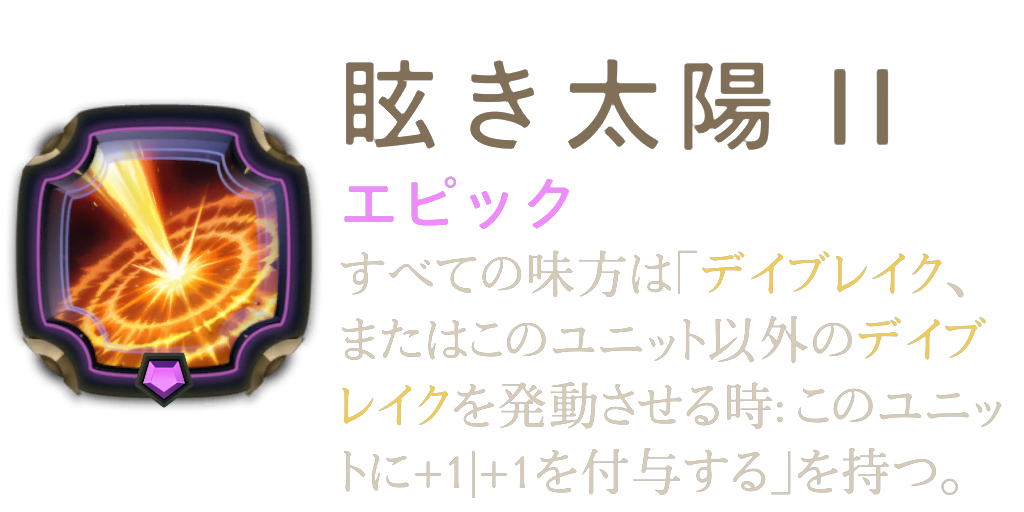 眩き太陽 II
エピック
すべての味方は「デイブレイク、
またはこのユニット以外のデイブ
レイクを発動させる時: このユニッ
トに+1|+1を付与する」を持つ。